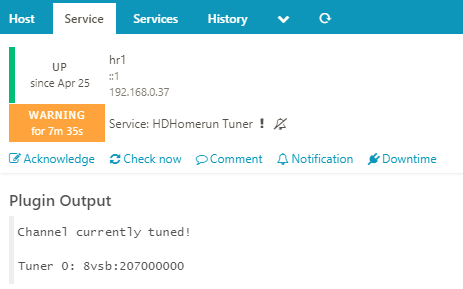 Host Service Services History
UP
since Apr 25
hr1
::1
192.168.0.37
WARNING
for 7m 35s
Service: HDHomerun Tuner !
Acknowledge Check now Comment Notification Downtime
Plugin Output
Channel currently tuned!
Tuner 0: 8vsb:207000000